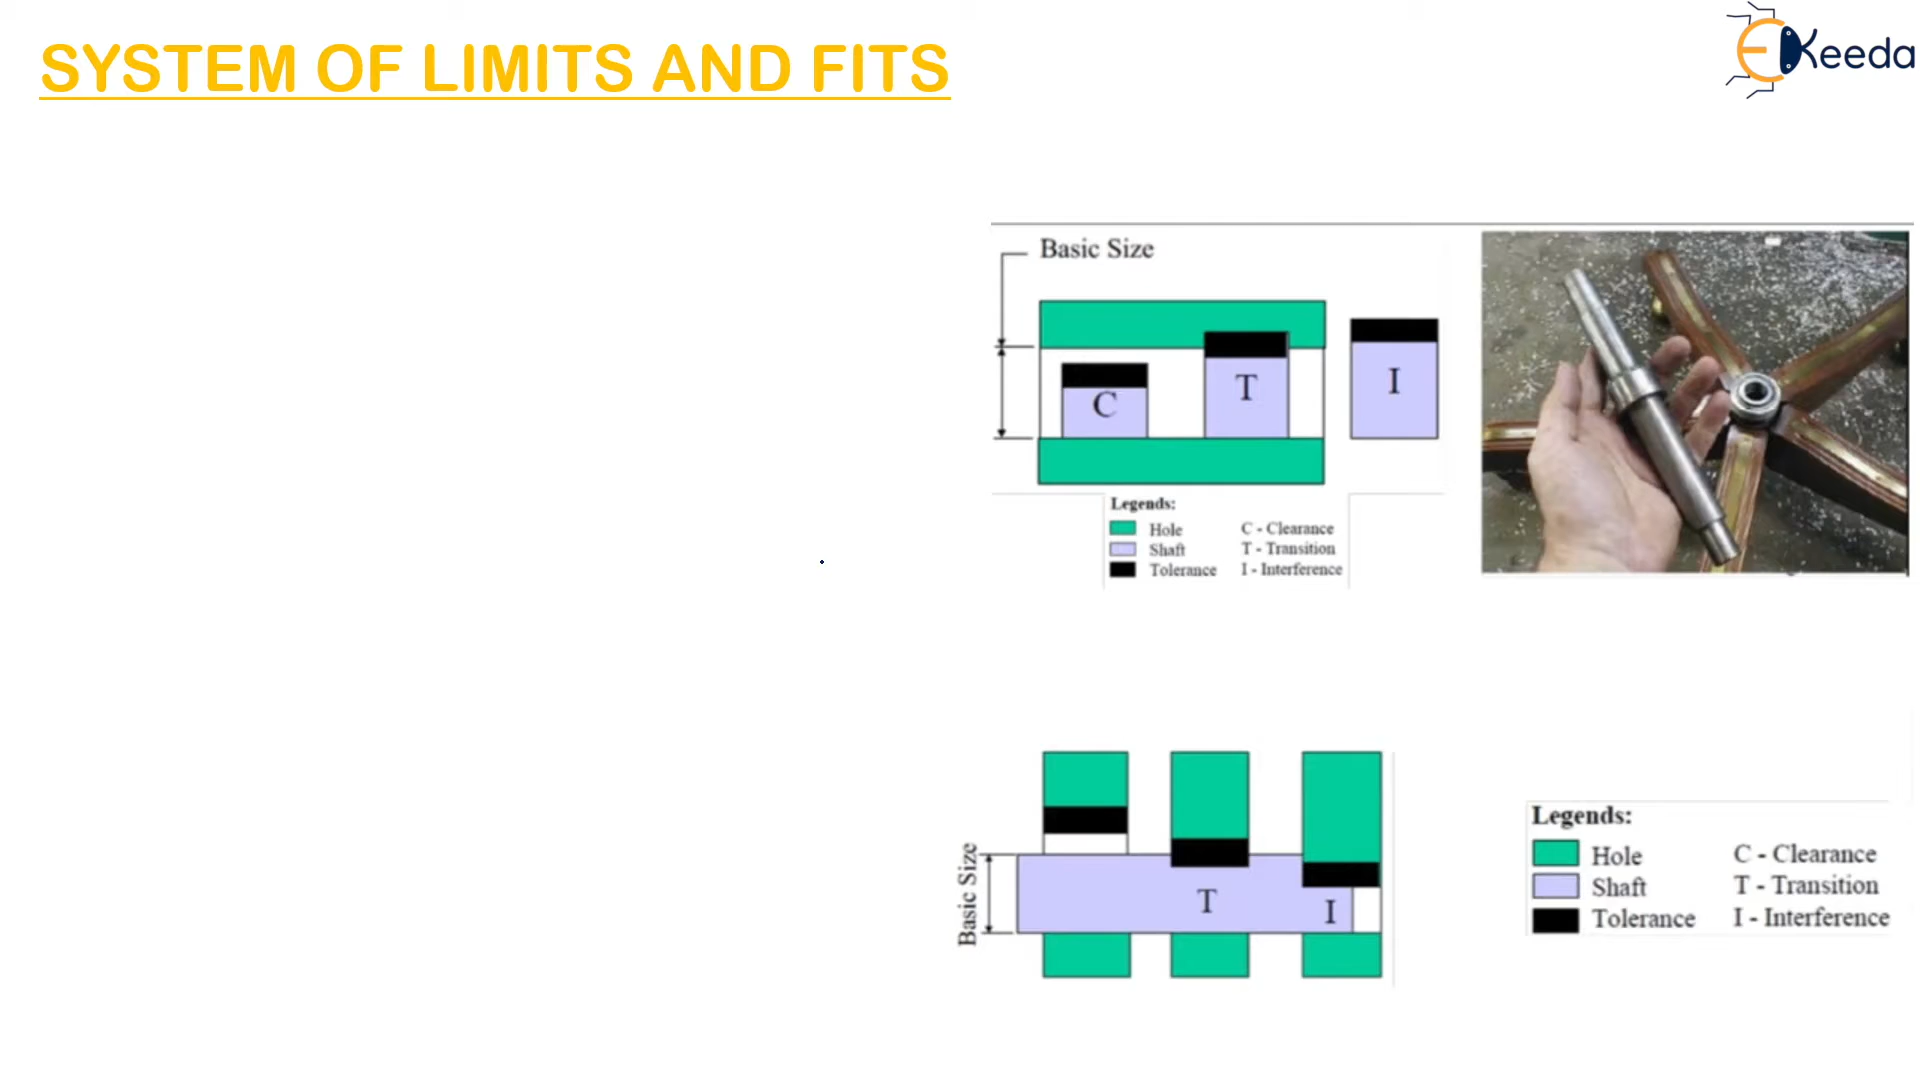 SYSTEM OF LIMITS AND FITS
EKeeda
Basic Size
C
T
I
Legends:
Hole C - Clearance
Shaft T - Transition
Tolerance I - Interference
Basic Size
T
I
Legends:
Hole C - Clearance
Shaft T - Transition
Tolerance I - Interference